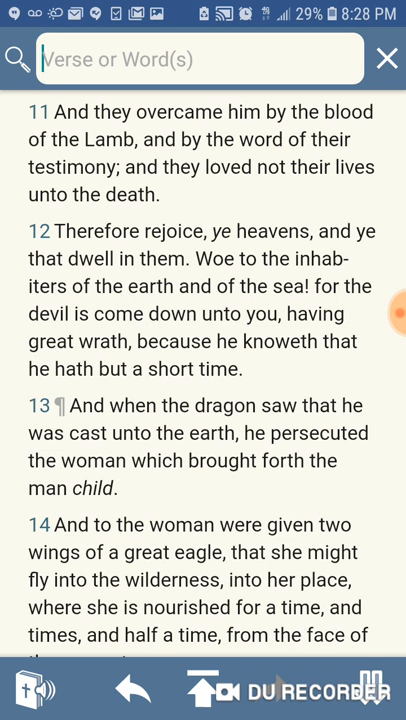 29% 8:28 PM
Verse or Word(s)
11 And they overcame him by the blood
of the Lamb, and by the word of their
testimony; and they loved not their lives
unto the death.
12 Therefore rejoice, ye heavens, and ye
that dwell in them. Woe to the inhab-
iters of the earth and of the sea! for the
devil is come down unto you, having
great wrath, because he knoweth that
he hath but a short time.
13 ¶ And when the dragon saw that he
was cast unto the earth, he persecuted
the woman which brought forth the
man child.
14 And to the woman were given two
wings of a great eagle, that she might
fly into the wilderness, into her place,
where she is nourished for a time, and
times, and half a time, from the face of
DU RECORDER